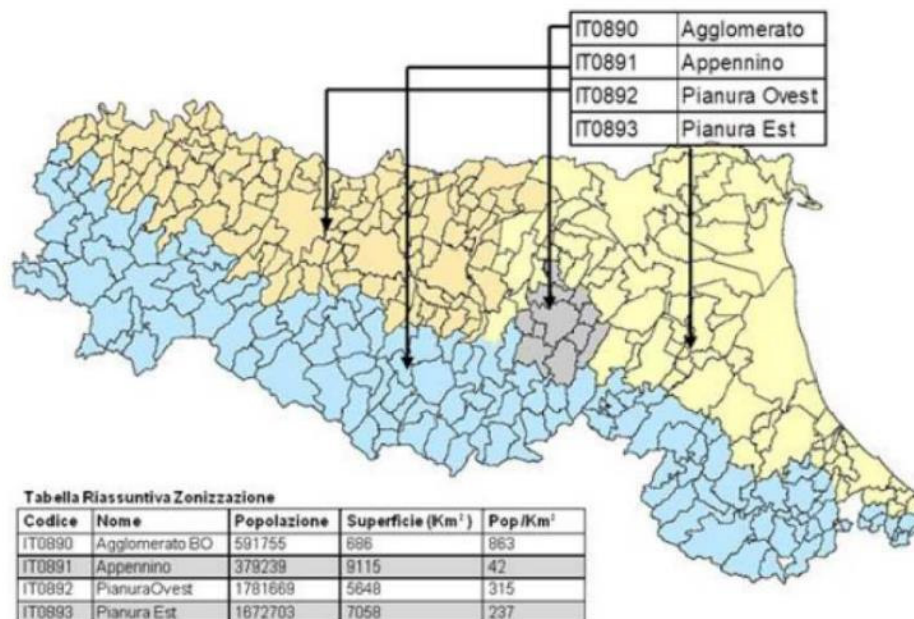 IT0890 Agglomerato
IT0891 Appennino
IT0892 Pianura Ovest
IT0893 Pianura Est
Tabella Riassuntiva Zonizzazione
Codice Nome Popolazione Superficie (Km²) Pop/Km²
IT0890 Agglomerato BO 591755 686 863
IT0891 Appennino 379239 9115 42
IT0892 PianuraOvest 1781669 5648 315
IT0893 Pianura Est 1672703 7058 237